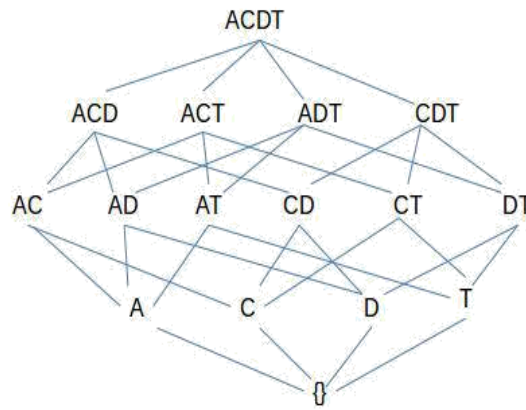 ACDT
ACD ACT ADT CDT
AC AD AT CD CT DT
A C D T
{}